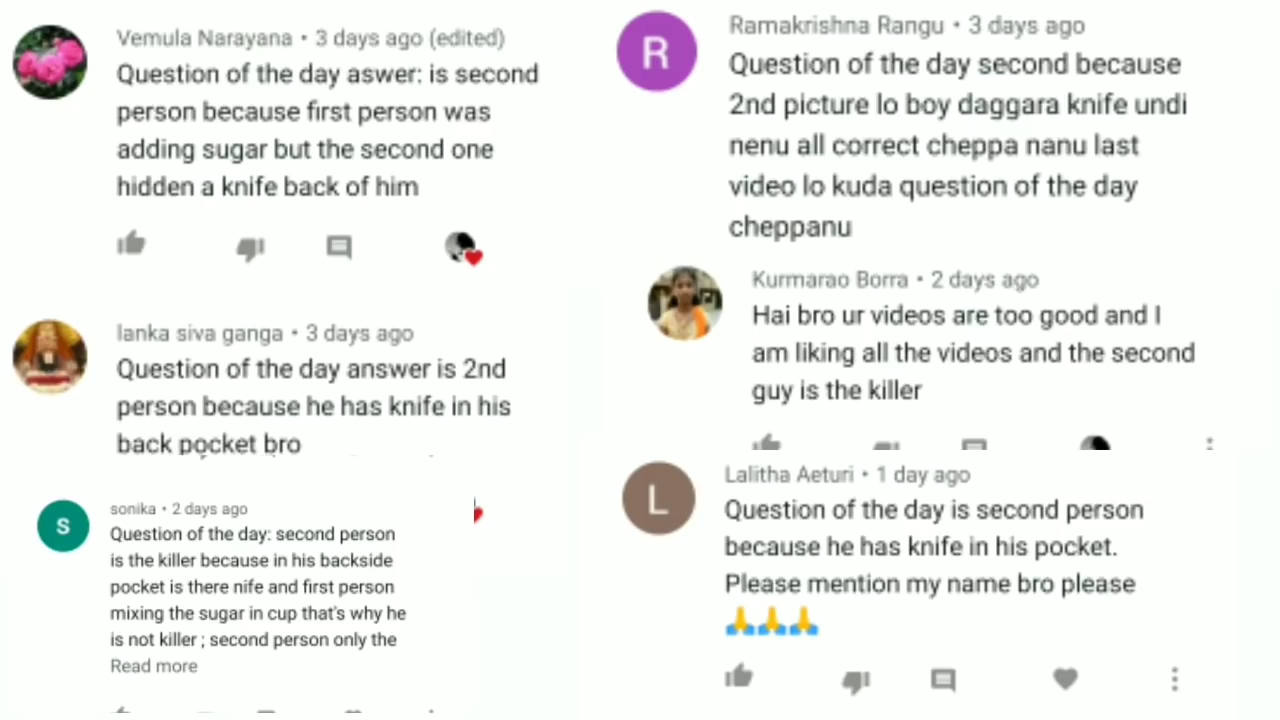 Vemula Narayana • 3 days ago (edited)
Question of the day aswer: is second
person because first person was
adding sugar but the second one
hidden a knife back of him
lanka siva ganga • 3 days ago
Question of the day answer is 2nd
person because he has knife in his
back pocket bro
S
sonika • 2 days ago
Question of the day: second person
is the killer because in his backside
pocket is there nife and first person
mixing the sugar in cup that's why he
is not killer ; second person only the
Read more
R
Ramakrishna Rangu • 3 days ago
Question of the day second because
2nd picture lo boy daggara knife undi
nenu all correct cheppa nanu last
video lo kuda question of the day
cheppanu
Kurmarao Borra • 2 days ago
Hai bro ur videos are too good and I
am liking all the videos and the second
guy is the killer
L
Lalitha Aeturi • 1 day ago
Question of the day is second person
because he has knife in his pocket.
Please mention my name bro please
🙏🙏🙏